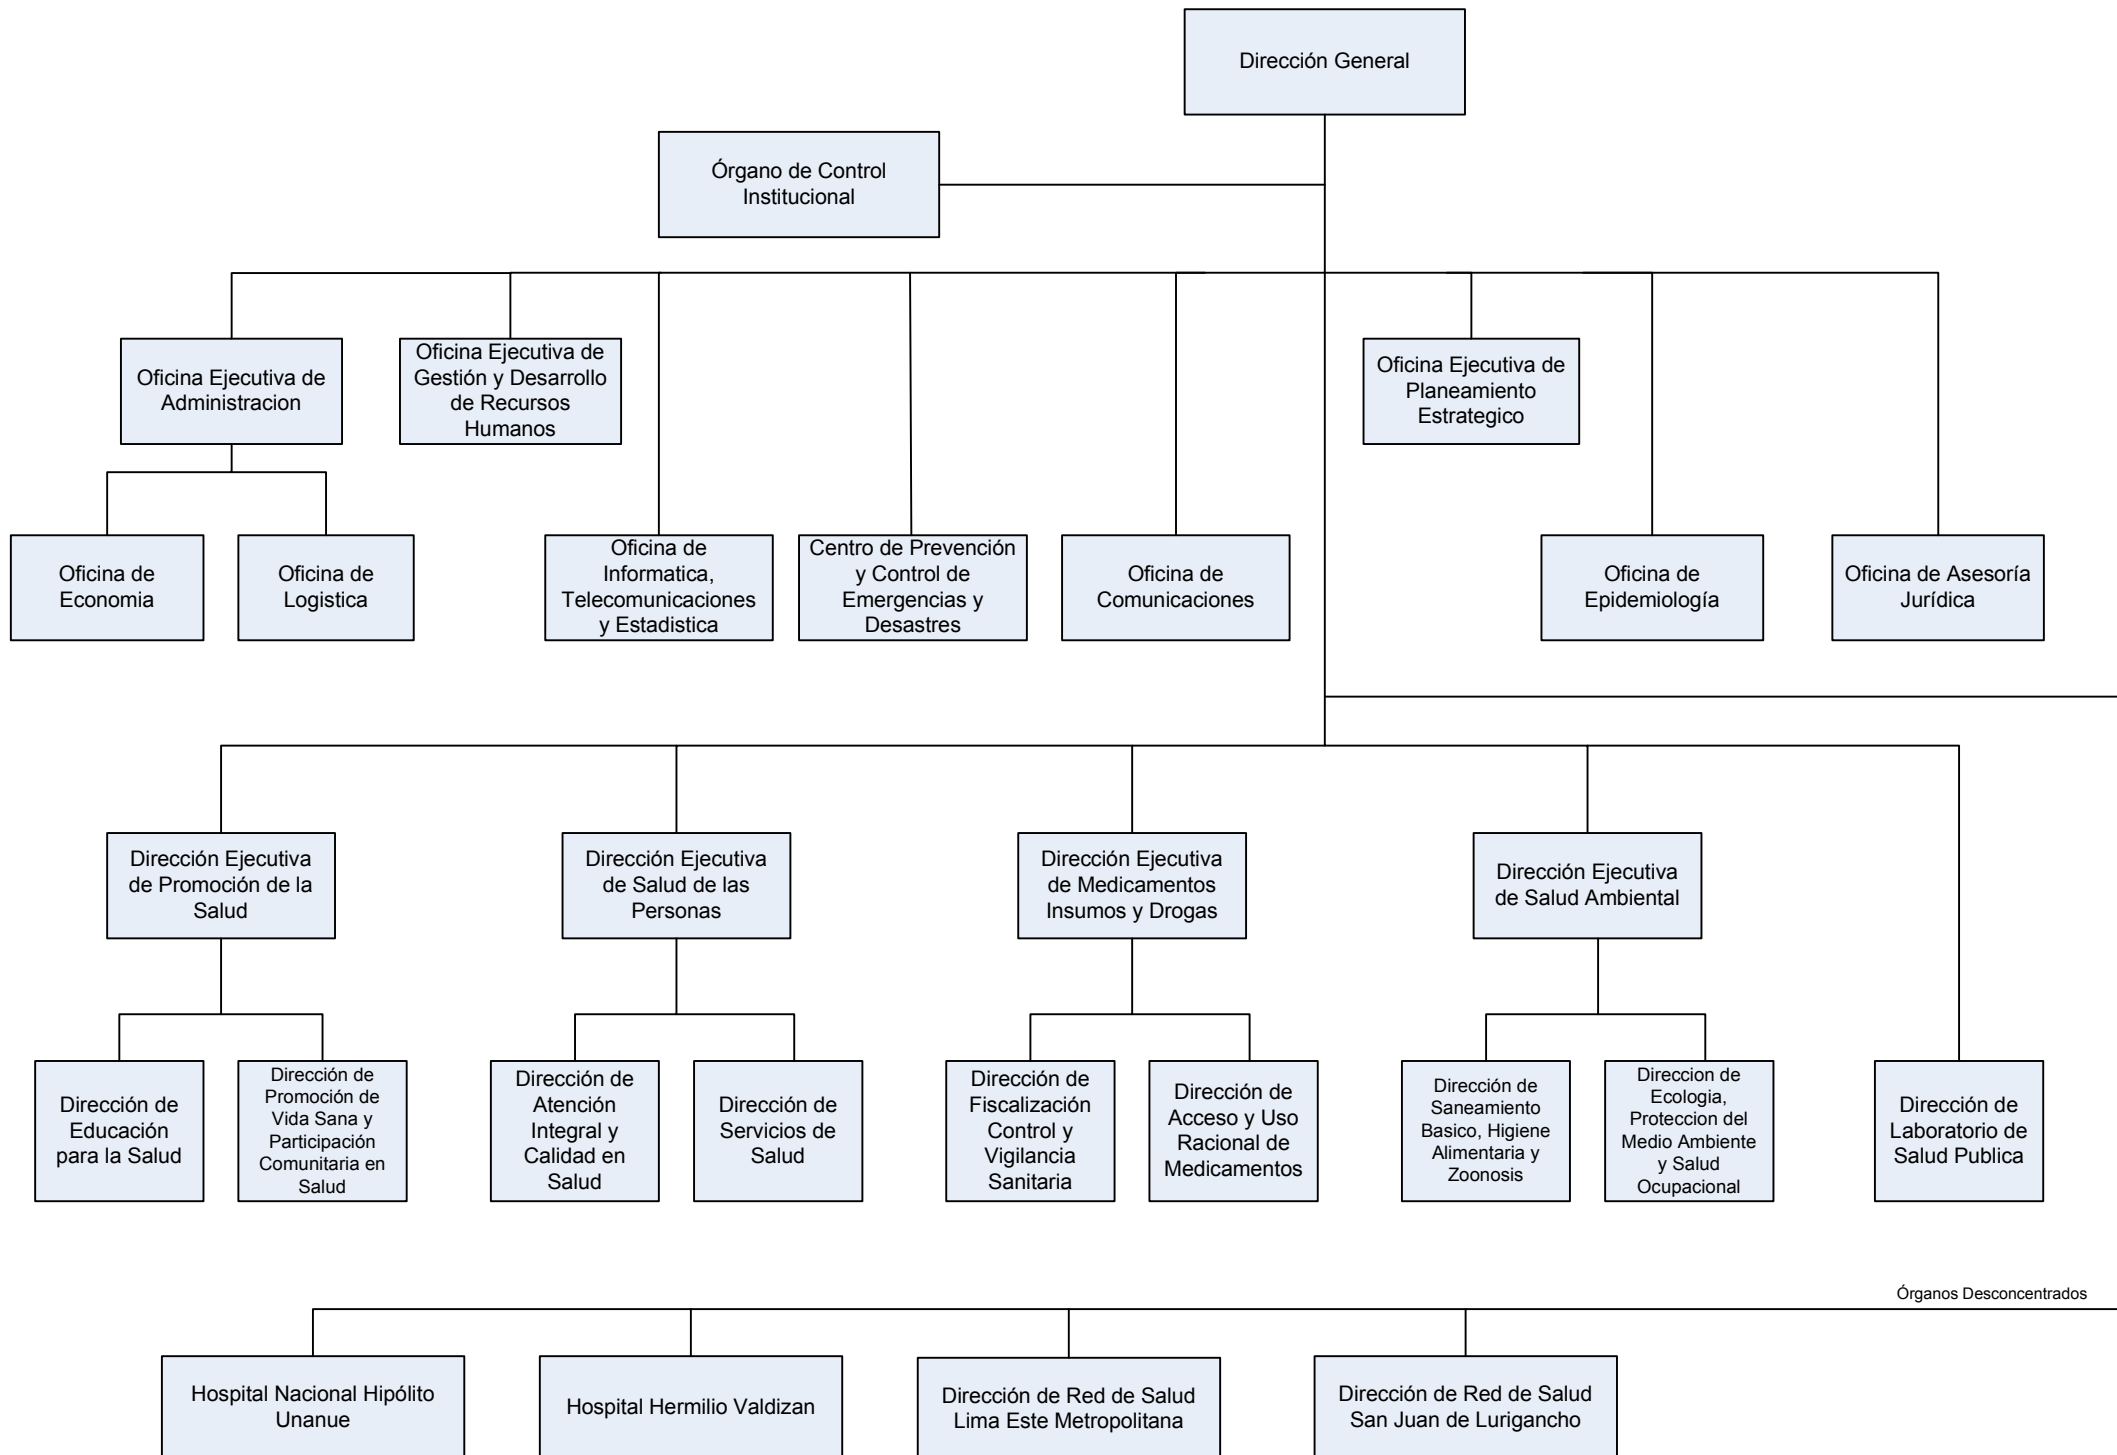 Dirección General
Órgano de Control
Institucional
Oficina Ejecutiva de
Administracion
Oficina Ejecutiva de
Gestión y Desarrollo
de Recursos
Humanos
Oficina Ejecutiva de
Planeamiento
Estrategico
Oficina de
Economia
Oficina de
Logistica
Oficina de
Informatica,
Telecomunicaciones
y Estadistica
Centro de Prevención
y Control de
Emergencias y
Desastres
Oficina de
Comunicaciones
Oficina de
Epidemiología
Oficina de Asesoría
Jurídica
Dirección Ejecutiva
de Promoción de la
Salud
Dirección Ejecutiva
de Salud de las
Personas
Dirección Ejecutiva
de Medicamentos
Insumos y Drogas
Dirección Ejecutiva
de Salud Ambiental
Dirección de
Educación
para la Salud
Dirección de
Promoción de
Vida Sana y
Participación
Comunitaria en
Salud
Dirección de
Atención
Integral y
Calidad en
Salud
Dirección de
Servicios de
Salud
Dirección de
Fiscalización
Control y
Vigilancia
Sanitaria
Dirección de
Acceso y Uso
Racional de
Medicamentos
Dirección de
Saneamiento
Basico, Higiene
Alimentaria y
Zoonosis
Direccion de
Ecologia,
Proteccion del
Medio Ambiente
y Salud
Ocupacional
Dirección de
Laboratorio de
Salud Publica
Órganos Desconcentrados
Hospital Nacional Hipólito
Unanue
Hospital Hermilio Valdizan
Dirección de Red de Salud
Lima Este Metropolitana
Dirección de Red de Salud
San Juan de Lurigancho